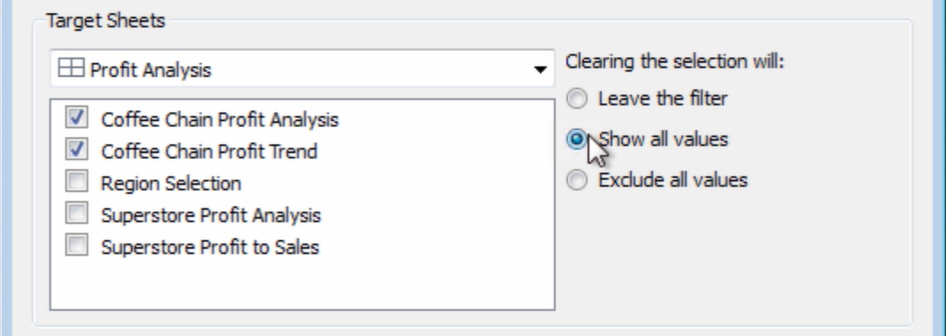 Target Sheets
Profit Analysis
Coffee Chain Profit Analysis
Coffee Chain Profit Trend
Region Selection
Superstore Profit Analysis
Superstore Profit to Sales
Clearing the selection will:
Leave the filter
Show all values
Exclude all values